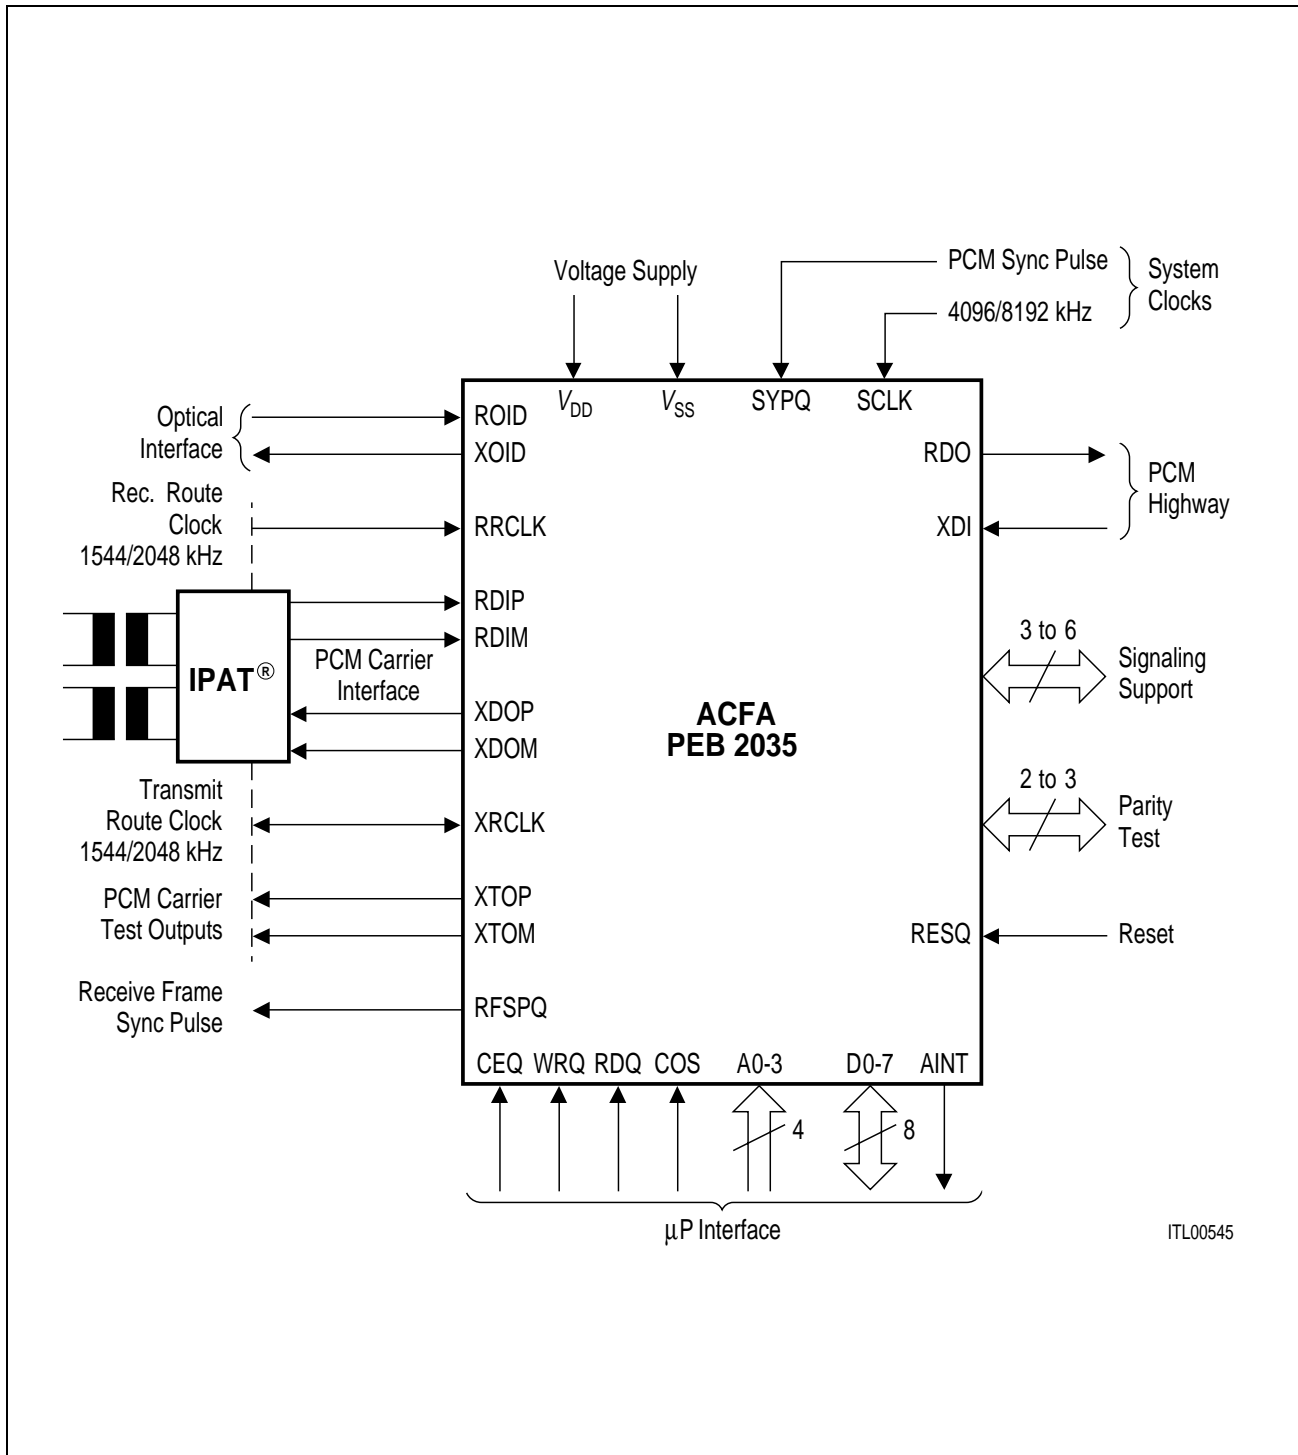 Voltage Supply
PCM Sync Pulse
4096/8192 kHz
System
Clocks
Optical
Interface
ROID
XOID
VDD
VSS
SYPQ
SCLK
RDO
XDI
PCM
Highway
Rec. Route
Clock
1544/2048 kHz
RRCLK
RDIP
RDIM
IPAT®
PCM Carrier
Interface
XDOP
XDOM
ACFA
PEB 2035
3 to 6
Signaling
Support
Transmit
Route Clock
1544/2048 kHz
XRCLK
2 to 3
Parity
Test
PCM Carrier
Test Outputs
XTOP
XTOM
RESQ
Reset
Receive Frame
Sync Pulse
RFSPQ
CEQ WRQ RDQ COS A0-3 D0-7 AINT
4
8
µP Interface
ITL00545